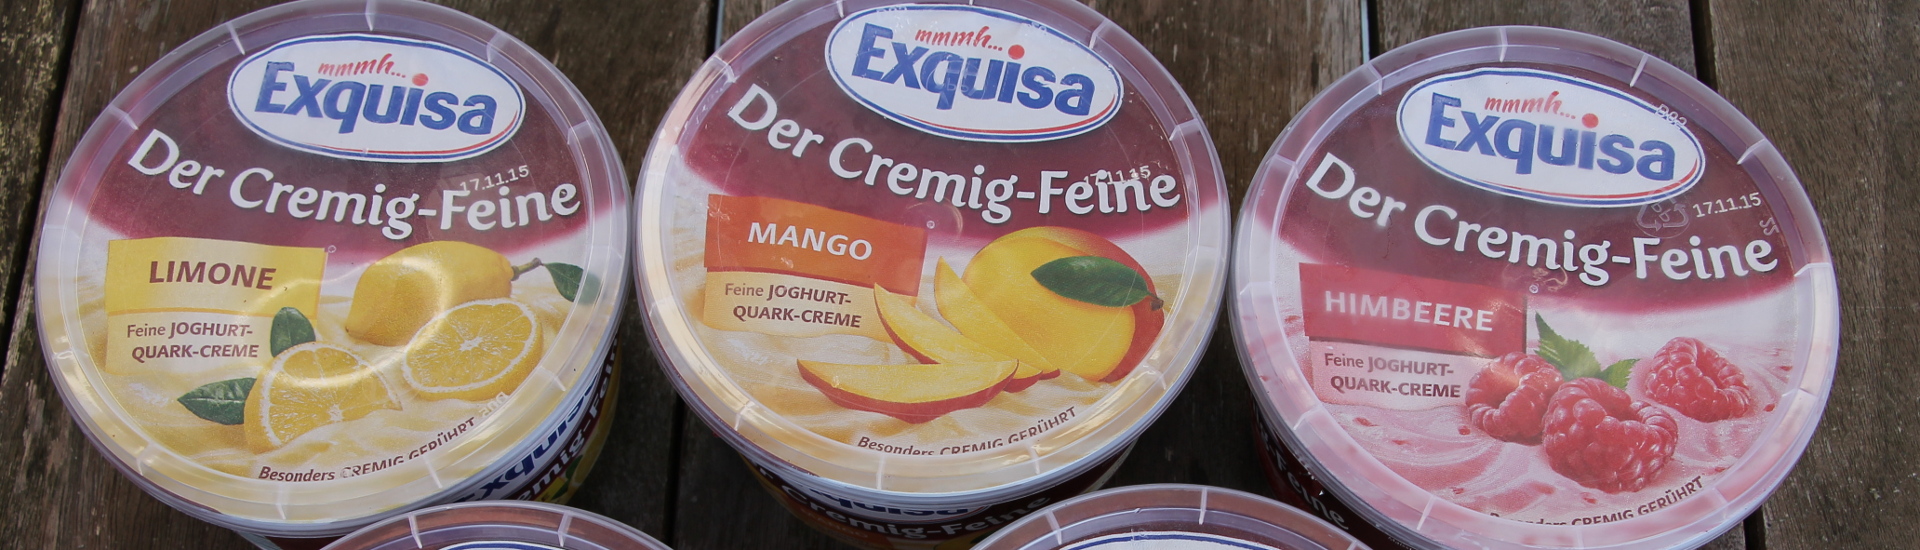 mmmh...
Exquisa
Der Cremig-Feine
17.11.15
LIMONE
Feine JOGHURT-
QUARK-CREME
Besonders CREMIG GERÜHRT
mmmh...
Exquisa
Der Cremig-Feine
17.11.15
MANGO
Feine JOGHURT-
QUARK-CREME
Besonders CREMIG GERÜHRT
Cremig-Feine
mmmh...
Exquisa
Der Cremig-Feine
17.11.15
HIMBEERE
Feine JOGHURT-
QUARK-CREME
Besonders CREMIG GERÜHRT